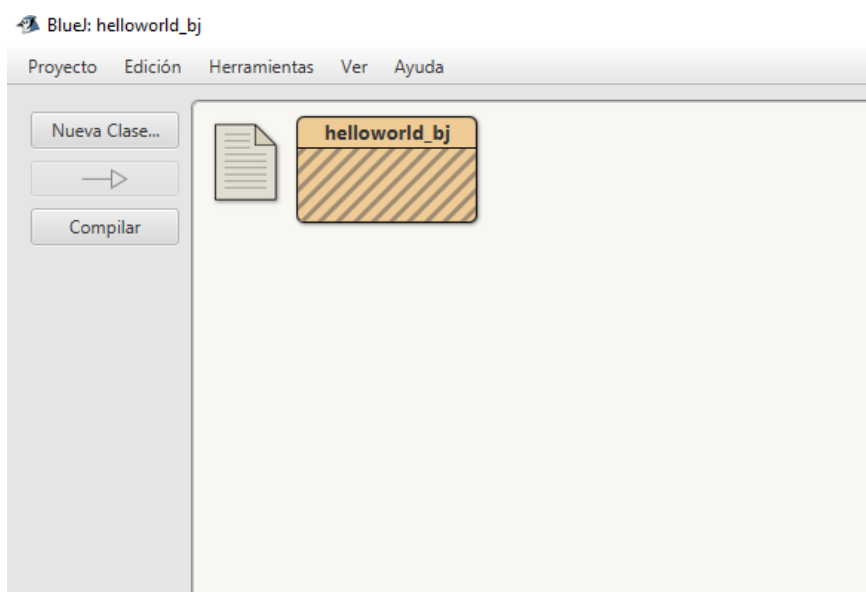 BlueJ: helloworld_bj
Proyecto Edición Herramientas Ver Ayuda
Nueva Clase...
helloworld_bj
Compilar